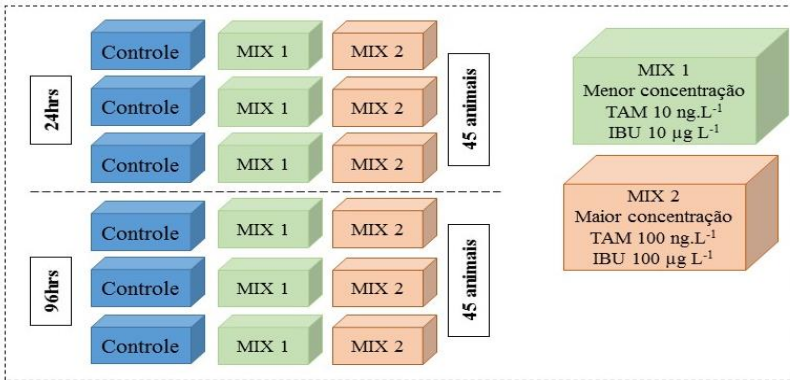 Controle MIX 1 MIX 2
24hrs
Controle MIX 1 MIX 2
45 animais
Controle MIX 1 MIX 2
Controle MIX 1 MIX 2
96hrs
Controle MIX 1 MIX 2
45 animais
Controle MIX 1 MIX 2
MIX 1
Menor concentração
TAM 10 ng.L⁻¹
IBU 10 µg L⁻¹
MIX 2
Maior concentração
TAM 100 ng.L⁻¹
IBU 100 µg L⁻¹